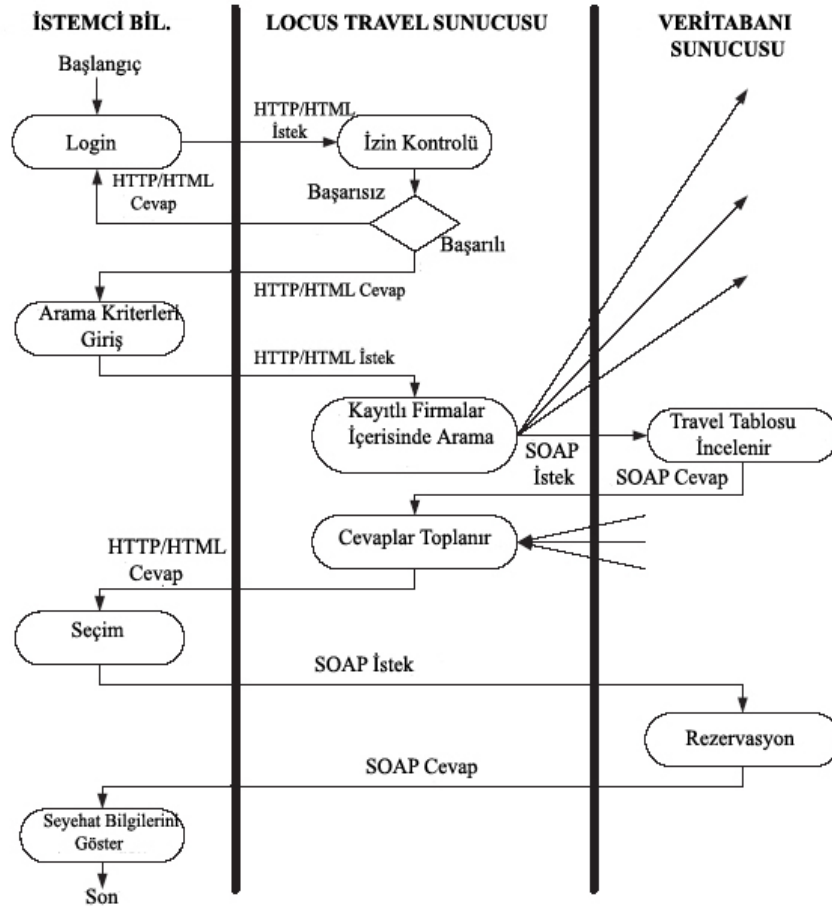 İSTEMCİ BİL.
LOCUS TRAVEL SUNUCUSU
VERİTABANI
SUNUCUSU
Başlangıç
Login
HTTP/HTML
İstek
İzin Kontrolü
HTTP/HTML
Cevap
Başarısız
Başarılı
HTTP/HTML Cevap
Arama Kriterleri
Giriş
HTTP/HTML İstek
Kayıtlı Firmalar
İçerisinde Arama
SOAP
İstek
Travel Tablosu
İncelenir
SOAP Cevap
Cevaplar Toplanır
HTTP/HTML
Cevap
Seçim
SOAP İstek
Rezervasyon
SOAP Cevap
Seyehat Bilgilerini
Göster
Son